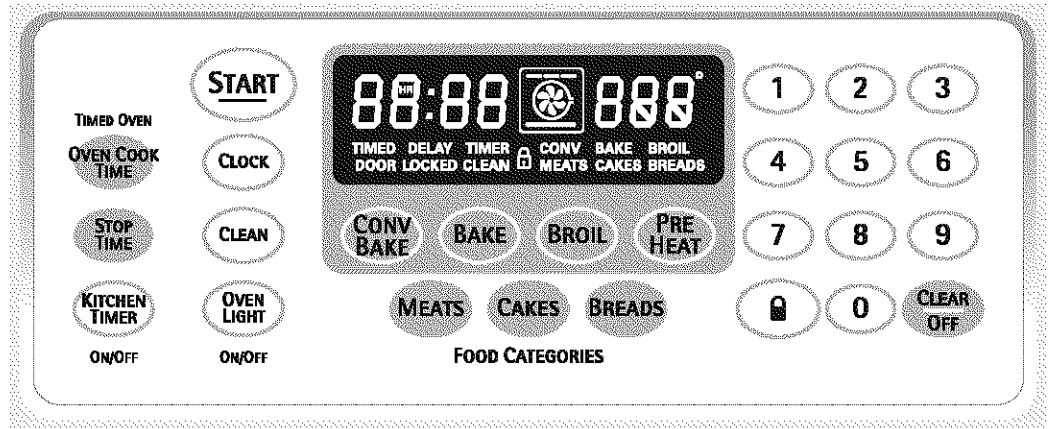 START
TIMED OVEN
OVEN COOK
TIME
CLOCK
STOP
TIME
CLEAN
KITCHEN
TIMER
ON/OFF
OVEN
LIGHT
ON/OFF
88:88 888°
HR
TIMED DELAY TIMER CONV BAKE BROIL
DOOR LOCKED CLEAN MEATS CAKES BREADS
CONV
BAKE
BAKE
BROIL
PRE
HEAT
MEATS
CAKES
BREADS
FOOD CATEGORIES
1 2 3
4 5 6
7 8 9
0
CLEAR
OFF